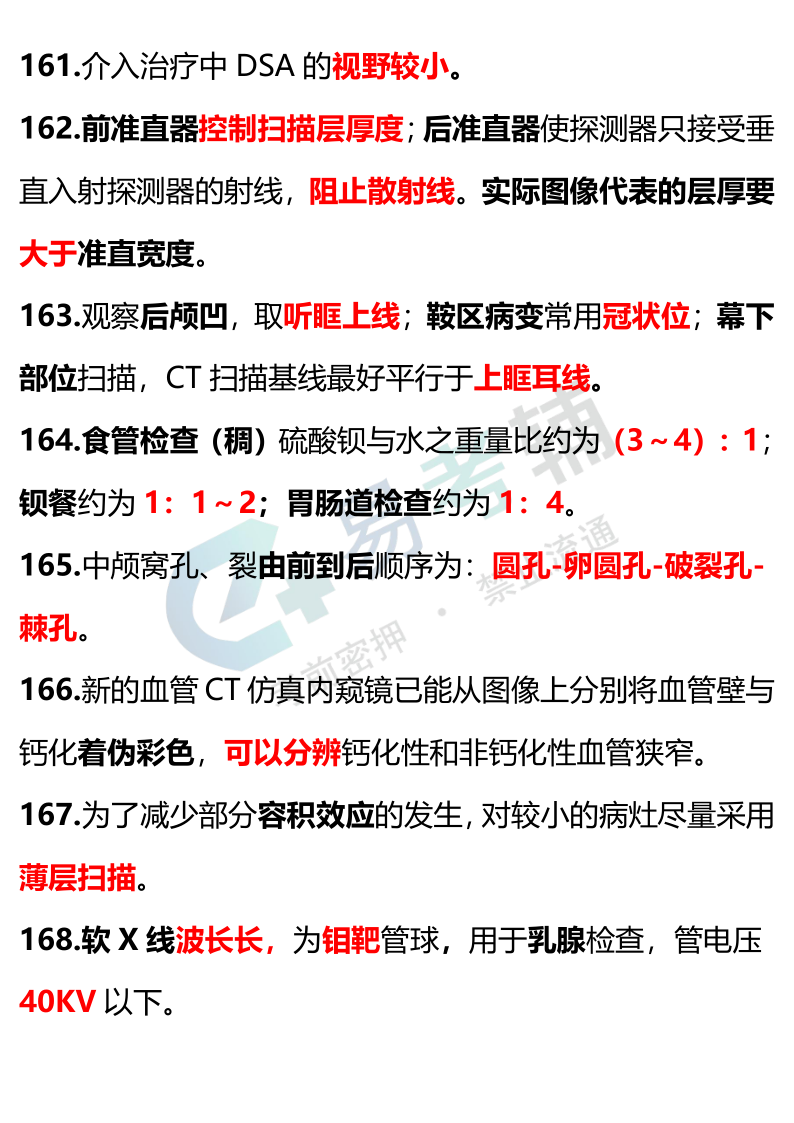 161.介入治疗中 DSA 的视野较小。
162.前准直器控制扫描层厚度；后准直器使探测器只接受垂
直入射探测器的射线，阻止散射线。实际图像代表的层厚要
大于准直宽度。
163.观察后颅凹，取听眶上线；鞍区病变常用冠状位；幕下
部位扫描，CT 扫描基线最好平行于上眶耳线。
164.食管检查（稠）硫酸钡与水之重量比约为（3～4）：1；
钡餐约为 1：1～2；胃肠道检查约为 1：4。
165.中颅窝孔、裂由前到后顺序为：圆孔-卵圆孔-破裂孔-
棘孔。
166.新的血管 CT 仿真内窥镜已能从图像上分别将血管壁与
钙化着伪彩色，可以分辨钙化性和非钙化性血管狭窄。
167.为了减少部分容积效应的发生，对较小的病灶尽量采用
薄层扫描。
168.软 X 线波长长，为钼靶管球，用于乳腺检查，管电压
40KV 以下。
易考辅
考前密押 · 禁止流通